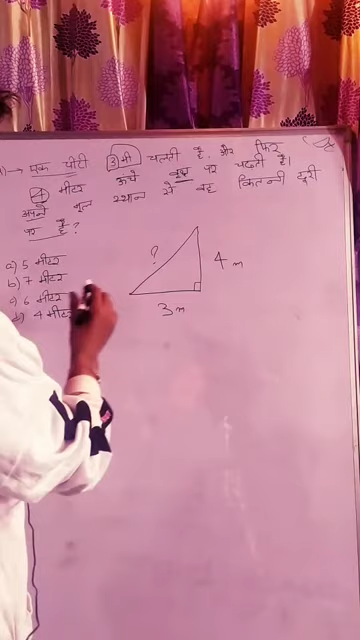 → एक चींटी 3 मी चलती है, और फिर
4 मीटर ऊंचे वृक्ष पर चढ़ती है।
अपने मूल स्थान से वह कितनी दूरी
पर है?
a) 5 मीटर
b) 7 मीटर
c) 6 मीटर
d) 4 मीटर
?
4 m
3 m